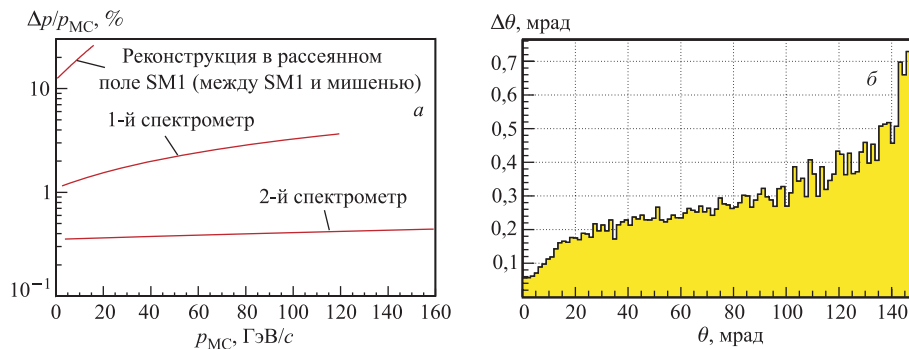 Δp/p_MC, %
10
1
10⁻¹
Реконструкция в рассеянном
поле SM1 (между SM1 и мишенью)
а
1-й спектрометр
2-й спектрометр
0 20 40 60 80 100 120 140 160
p_MC, ГэВ/c
Δθ, мрад
0,7
0,6
0,5
0,4
0,3
0,2
0,1
б
0 20 40 60 80 100 120 140
θ, мрад